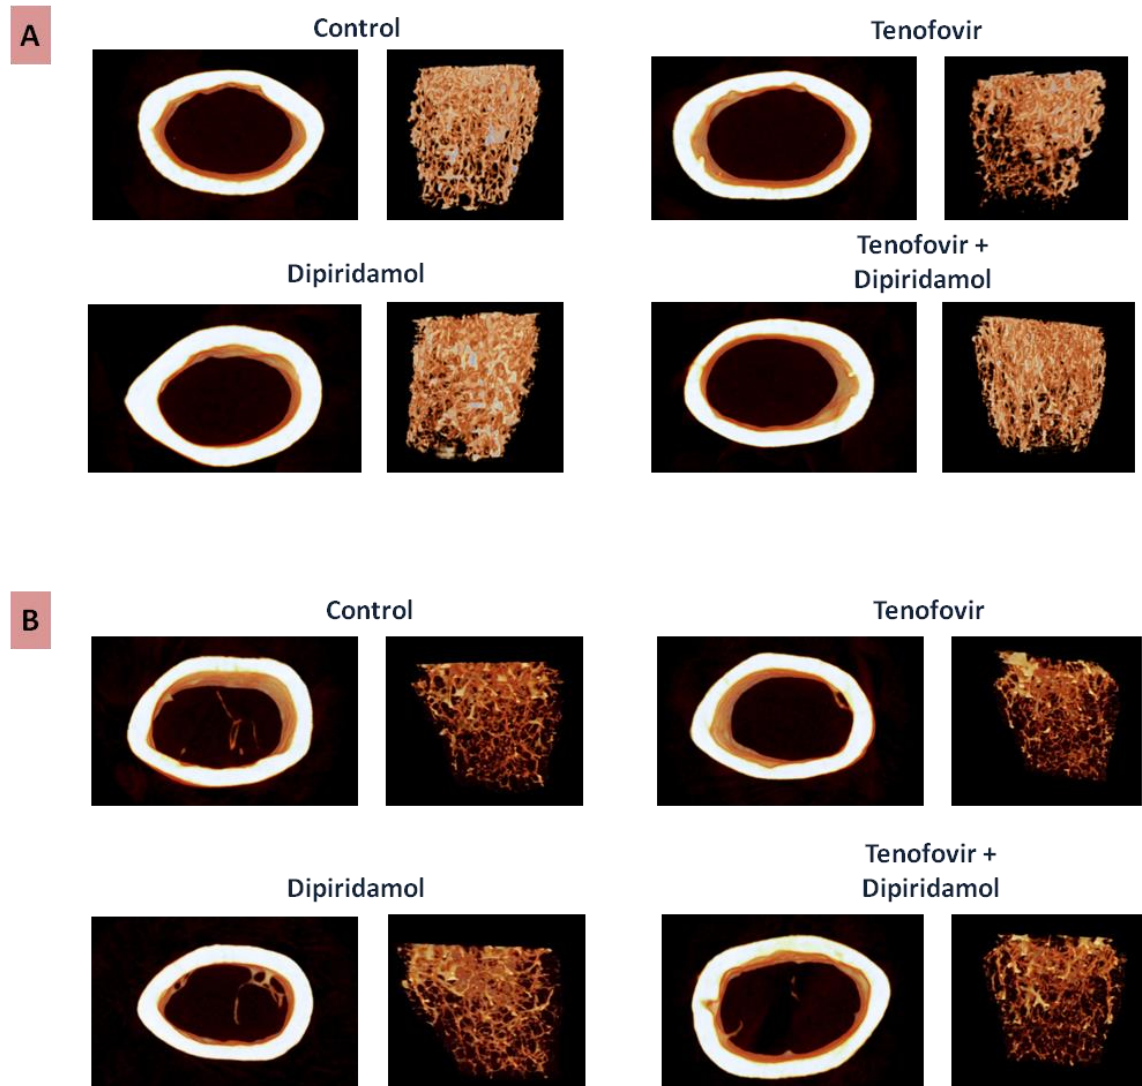 A
Control
Tenofovir
Dipiridamol
Tenofovir +
Dipiridamol
B
Control
Tenofovir
Dipiridamol
Tenofovir +
Dipiridamol